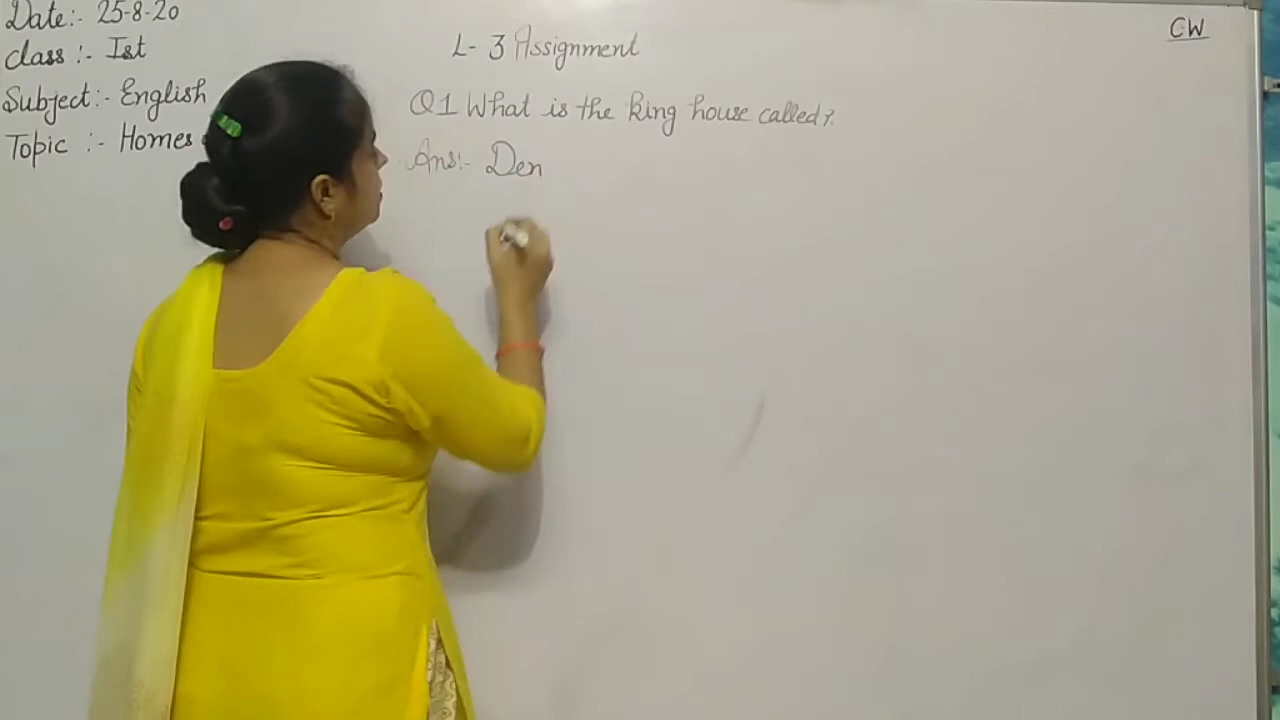 Date:- 25-8-20
Class :- Ist
Subject:- English
Topic :- Homes
CW
L- 3 Assignment
Q1 What is the king house called?.
Ans:- Den